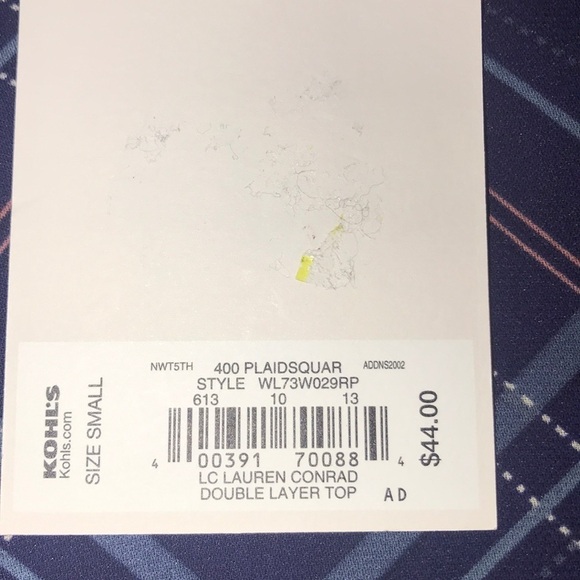 NWT5TH 400 PLAIDSQUAR ADDNS2002
STYLE WL73W029RP
613 10 13
4 00391 70088 4
LC LAUREN CONRAD
DOUBLE LAYER TOP AD
KOHL'S
Kohls.com
SIZE SMALL
$44.00